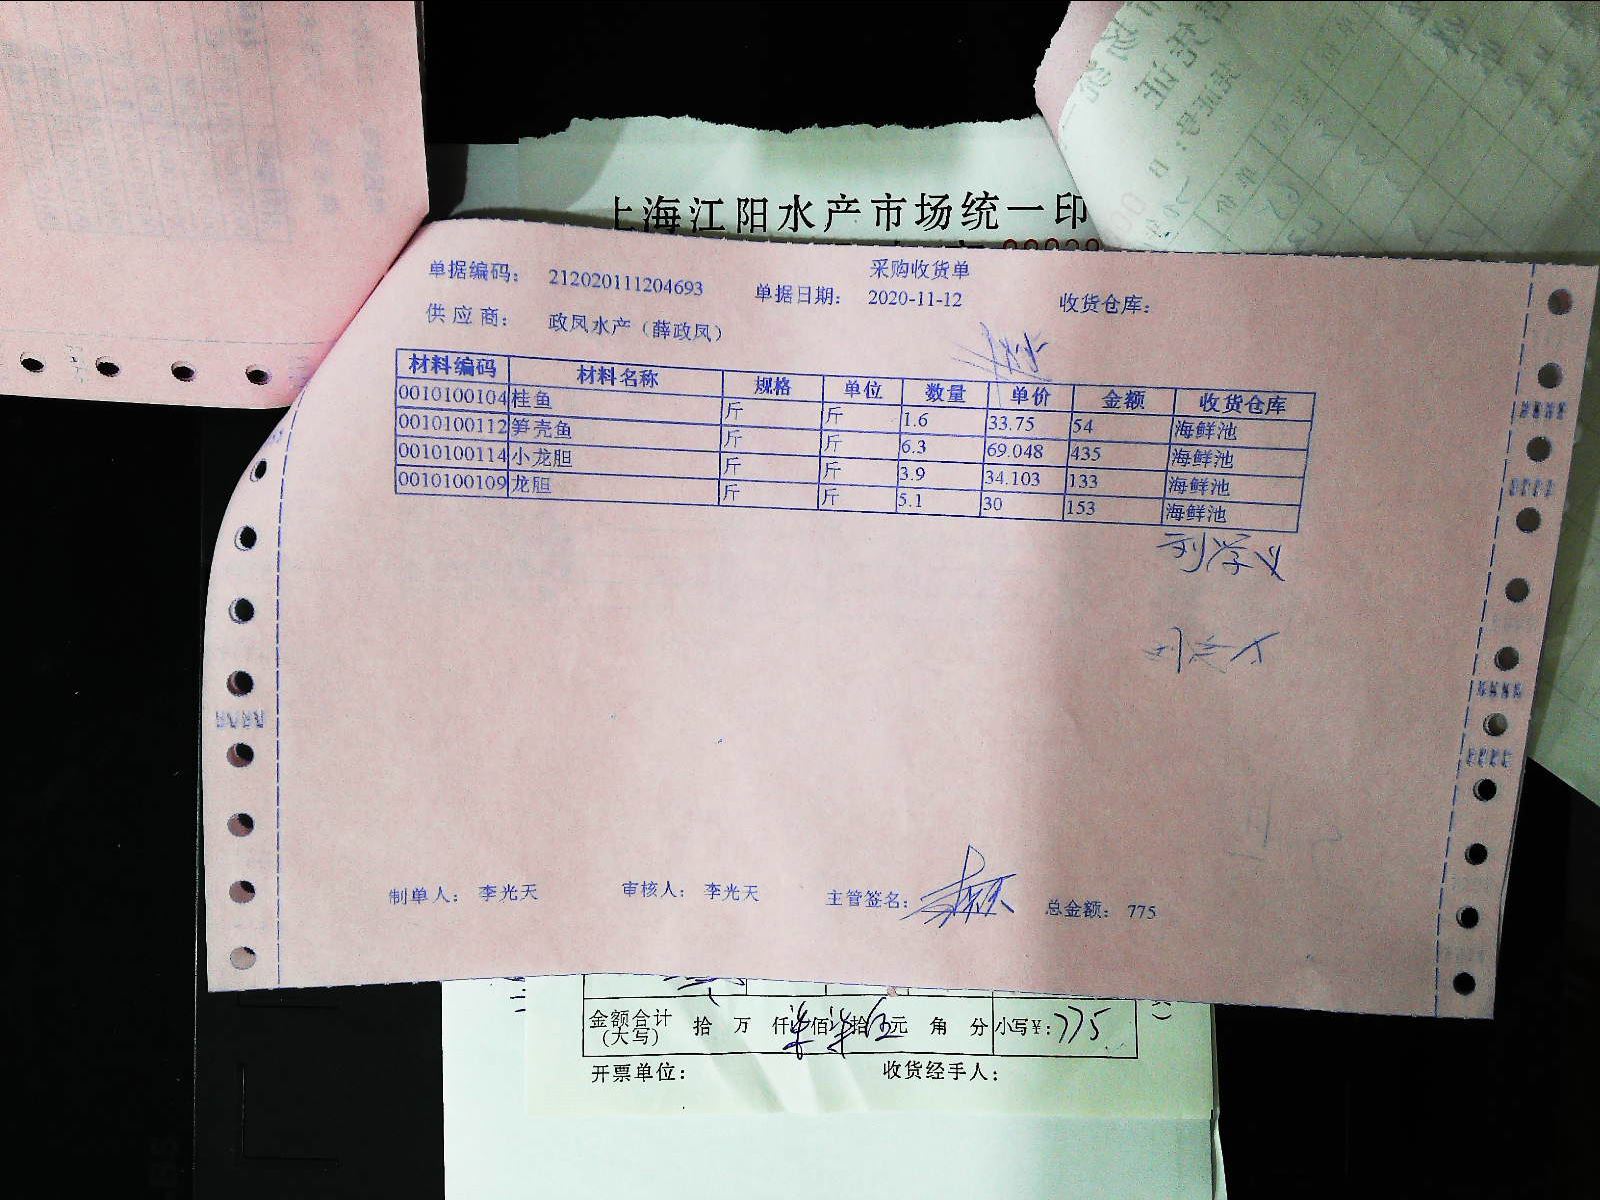 上海江阳水产市场统一印
采购收货单
单据编码： 212020111204693 单据日期： 2020-11-12 收货仓库：
供应商： 政凤水产（薛政凤）
材料编码 材料名称 规格 单位 数量 单价 金额 收货仓库
0010100104 桂鱼 斤 斤 1.6 33.75 54 海鲜池
0010100112 笋壳鱼 斤 斤 6.3 69.048 435 海鲜池
0010100114 小龙胆 斤 斤 3.9 34.103 133 海鲜池
0010100109 龙胆 斤 斤 5.1 30 153 海鲜池
刘学义
制单人： 李光天 审核人： 李光天 主管签名： 总金额： 775
金额合计（大写） 拾 万 仟 柒佰柒拾伍元 角 分 小写¥：775
开票单位： 收货经手人：